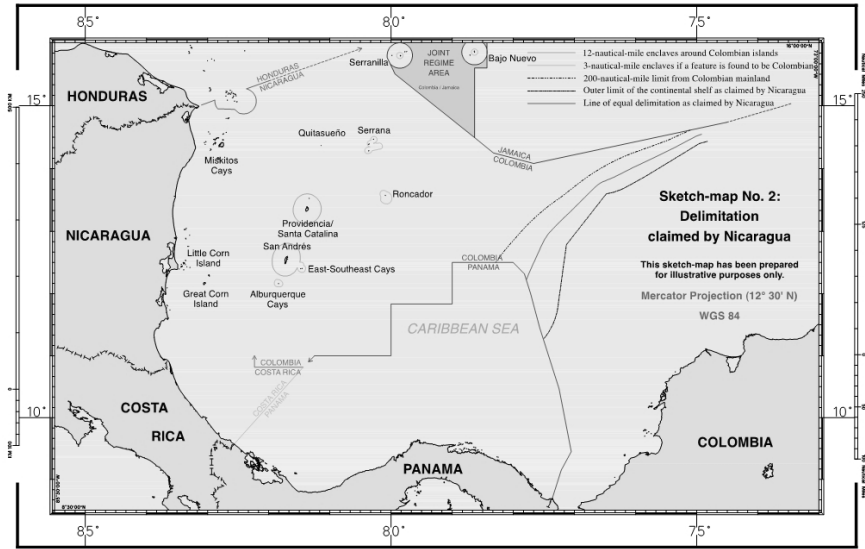 85°
80°
75°
16°00'00"N
JOINT
REGIME
AREA
Colombia / Jamaica
Serranilla
Bajo Nuevo
12-nautical-mile enclaves around Colombian islands
3-nautical-mile enclaves if a feature is found to be Colombian
200-nautical-mile limit from Colombian mainland
Outer limit of the continental shelf as claimed by Nicaragua
Line of equal delimitation as claimed by Nicaragua
HONDURAS
NICARAGUA
HONDURAS
15°
15°
Quitasueño
Serrana
Miskitos
Cays
JAMAICA
COLOMBIA
Roncador
Sketch-map No. 2:
Delimitation
claimed by Nicaragua
Providencia/
Santa Catalina
NICARAGUA
San Andrés
Little Corn
Island
East-Southeast Cays
COLOMBIA
PANAMA
This sketch-map has been prepared
for illustrative purposes only.
Great Corn
Island
Alburquerque
Cays
Mercator Projection (12° 30' N)
WGS 84
CARIBBEAN SEA
COLOMBIA
COSTA RICA
COSTA RICA
PANAMA
COSTA
RICA
10°
10°
PANAMA
COLOMBIA
8°30'00"N
85°
80°
75°